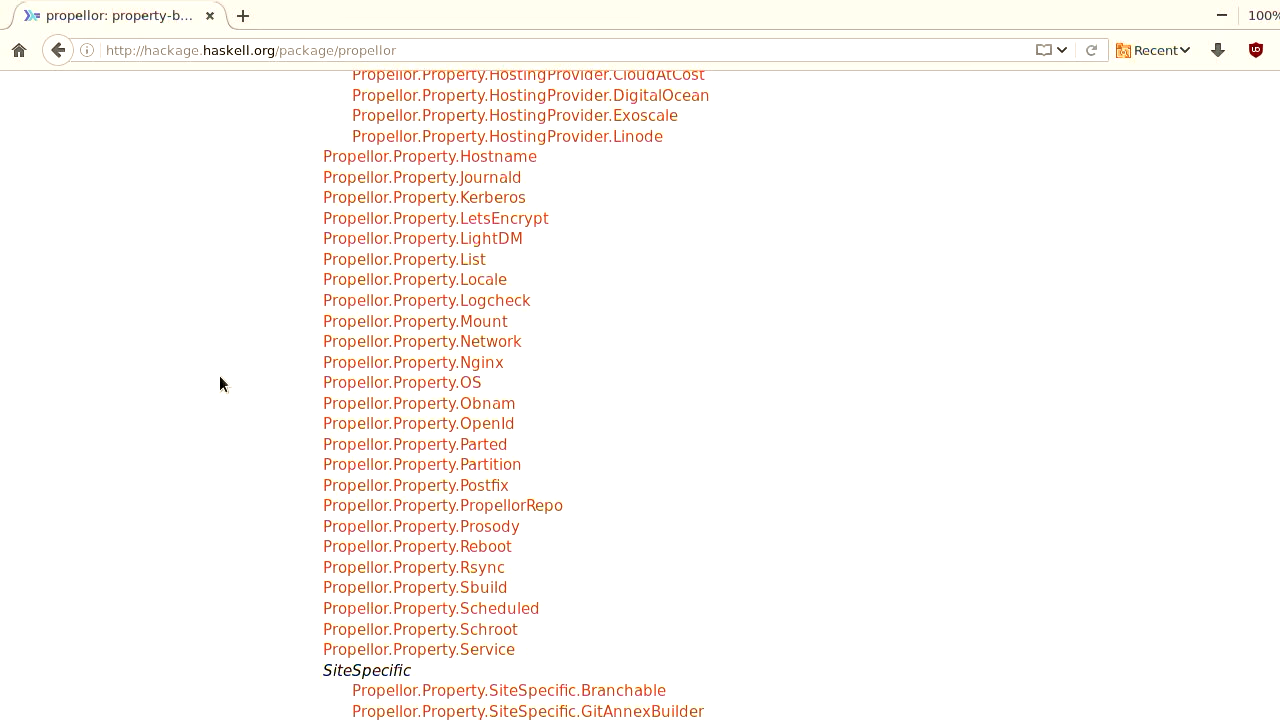 propellor: property-b...
100%
http://hackage.haskell.org/package/propellor
Recent
Propellor.Property.HostingProvider.CloudAtCost
Propellor.Property.HostingProvider.DigitalOcean
Propellor.Property.HostingProvider.Exoscale
Propellor.Property.HostingProvider.Linode
Propellor.Property.Hostname
Propellor.Property.Journald
Propellor.Property.Kerberos
Propellor.Property.LetsEncrypt
Propellor.Property.LightDM
Propellor.Property.List
Propellor.Property.Locale
Propellor.Property.Logcheck
Propellor.Property.Mount
Propellor.Property.Network
Propellor.Property.Nginx
Propellor.Property.OS
Propellor.Property.Obnam
Propellor.Property.OpenId
Propellor.Property.Parted
Propellor.Property.Partition
Propellor.Property.Postfix
Propellor.Property.PropellorRepo
Propellor.Property.Prosody
Propellor.Property.Reboot
Propellor.Property.Rsync
Propellor.Property.Sbuild
Propellor.Property.Scheduled
Propellor.Property.Schroot
Propellor.Property.Service
SiteSpecific
Propellor.Property.SiteSpecific.Branchable
Propellor.Property.SiteSpecific.GitAnnexBuilder